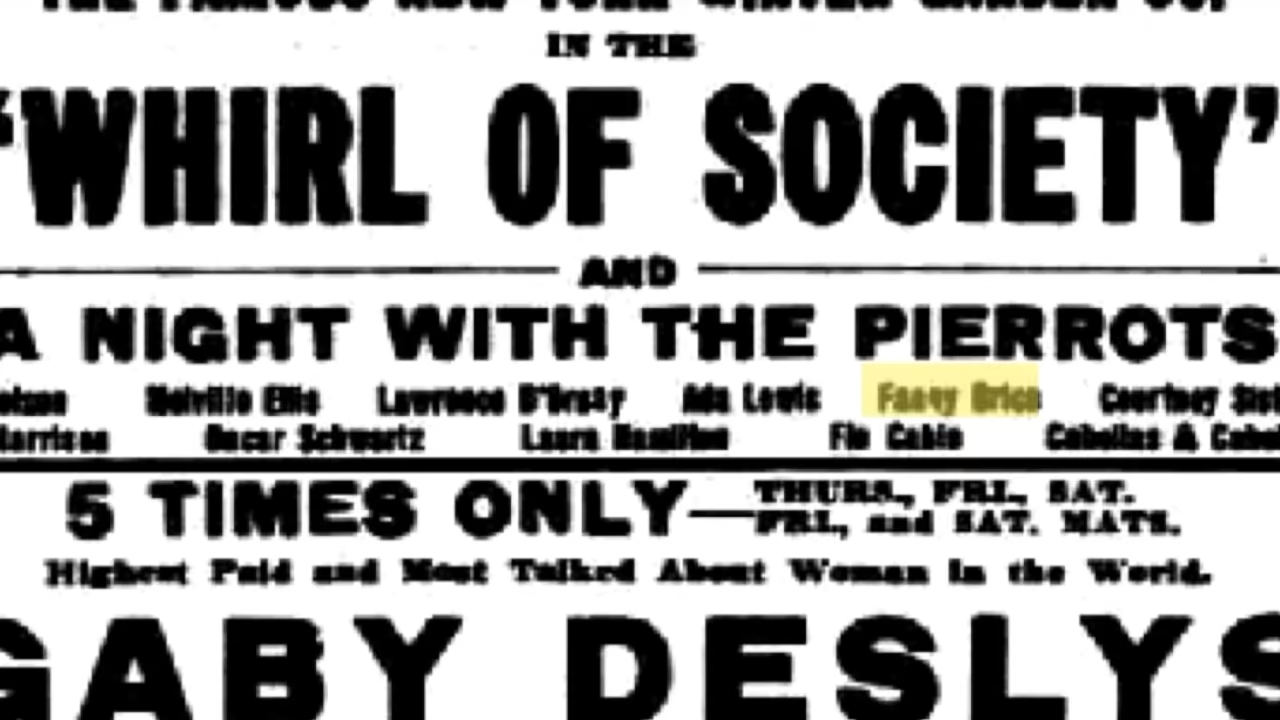 IN THE
"WHIRL OF SOCIETY"
AND
A NIGHT WITH THE PIERROTS
Melville Ellis Lawrence D'Orsay Ada Lewis Fanny Brice Courtney
Harrison Oscar Schwartz Laura Hamilton Flo Cable
5 TIMES ONLY—THURS., FRI., SAT.
FRI., and SAT. MATS.
Highest Paid and Most Talked About Woman in the World.
GABY DESLYS